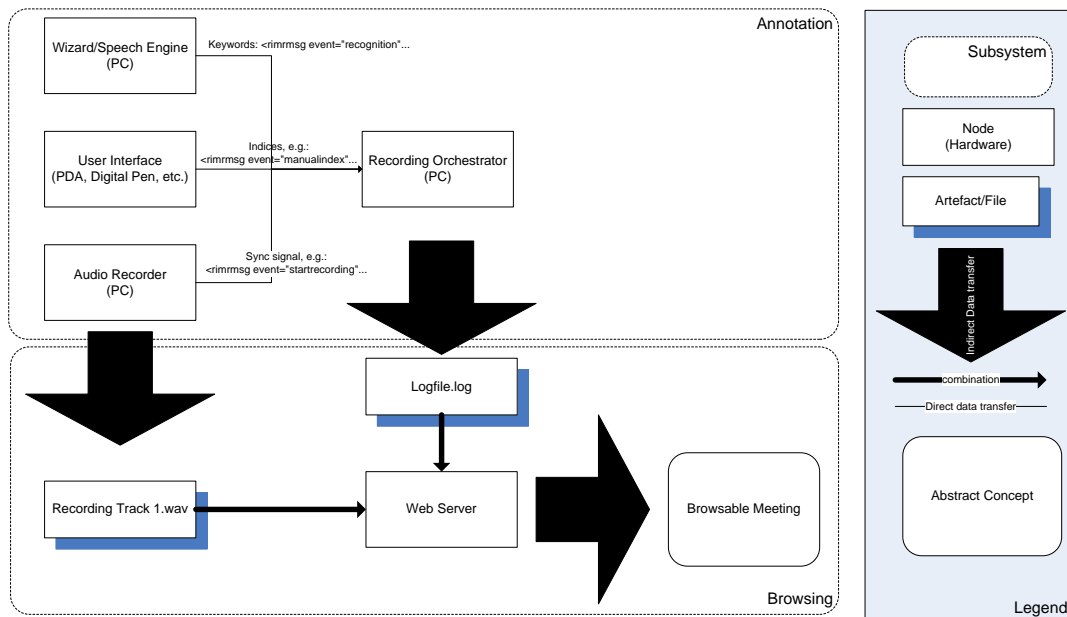 Annotation
Wizard/Speech Engine
(PC)
Keywords: <rimrmsg event="recognition"...
User Interface
(PDA, Digital Pen, etc.)
Indices, e.g.:
<rimrmsg event="manualindex"...
Recording Orchestrator
(PC)
Audio Recorder
(PC)
Sync signal, e.g.:
<rimrmsg event="startrecording"...
Logfile.log
Recording Track 1.wav
Web Server
Browsable Meeting
Browsing
Subsystem
Node
(Hardware)
Artefact/File
Indirect Data transfer
combination
Direct data transfer
Abstract Concept
Legend